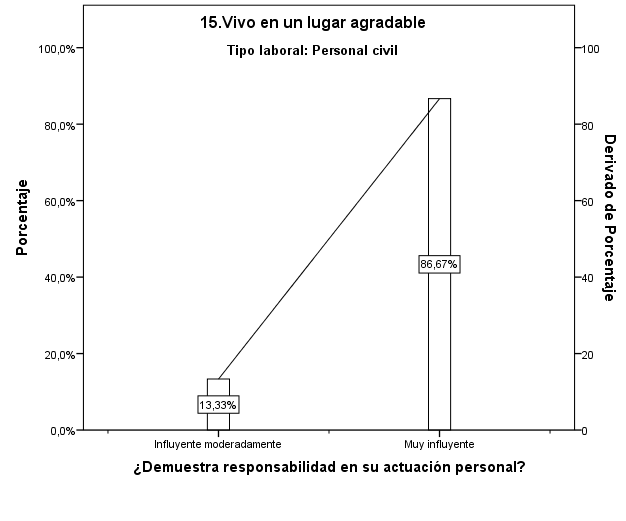 15.Vivo en un lugar agradable
Tipo laboral: Personal civil
100,0%
80,0%
60,0%
40,0%
20,0%
0,0%
Porcentaje
100
80
60
40
20
0
Derivado de Porcentaje
13,33%
86,67%
Influyente moderadamente
Muy influyente
¿Demuestra responsabilidad en su actuación personal?